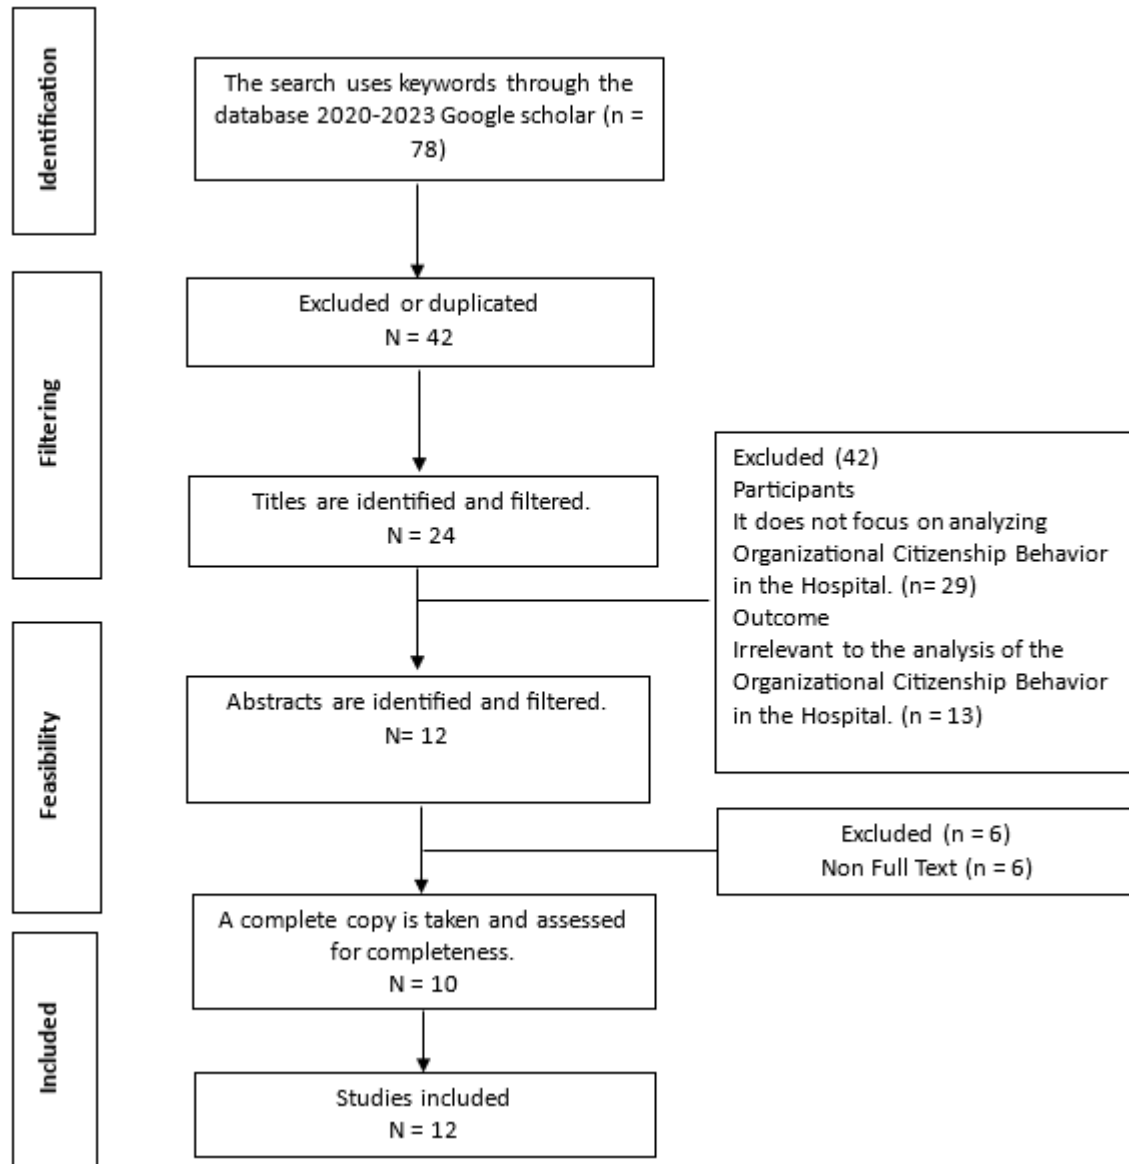 Identification
The search uses keywords through the
database 2020-2023 Google scholar (n =
78)
Filtering
Excluded or duplicated
N = 42
Titles are identified and filtered.
N = 24
Excluded (42)
Participants
It does not focus on analyzing
Organizational Citizenship Behavior
in the Hospital. (n= 29)
Outcome
Irrelevant to the analysis of the
Organizational Citizenship Behavior
in the Hospital. (n = 13)
Feasibility
Abstracts are identified and filtered.
N= 12
Excluded (n = 6)
Non Full Text (n = 6)
A complete copy is taken and assessed
for completeness.
N = 10
Included
Studies included
N = 12